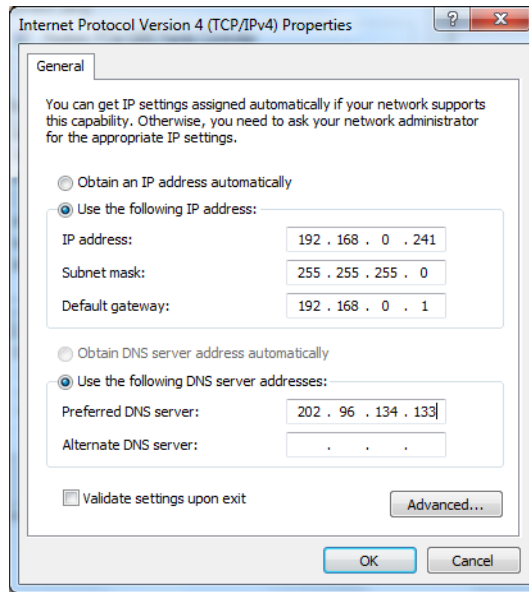 Internet Protocol Version 4 (TCP/IPv4) Properties
General
You can get IP settings assigned automatically if your network supports
this capability. Otherwise, you need to ask your network administrator
for the appropriate IP settings.
Obtain an IP address automatically
Use the following IP address:
IP address: 192 . 168 . 0 . 241
Subnet mask: 255 . 255 . 255 . 0
Default gateway: 192 . 168 . 0 . 1
Obtain DNS server address automatically
Use the following DNS server addresses:
Preferred DNS server: 202 . 96 . 134 . 133
Alternate DNS server: . . .
Validate settings upon exit
Advanced...
OK Cancel